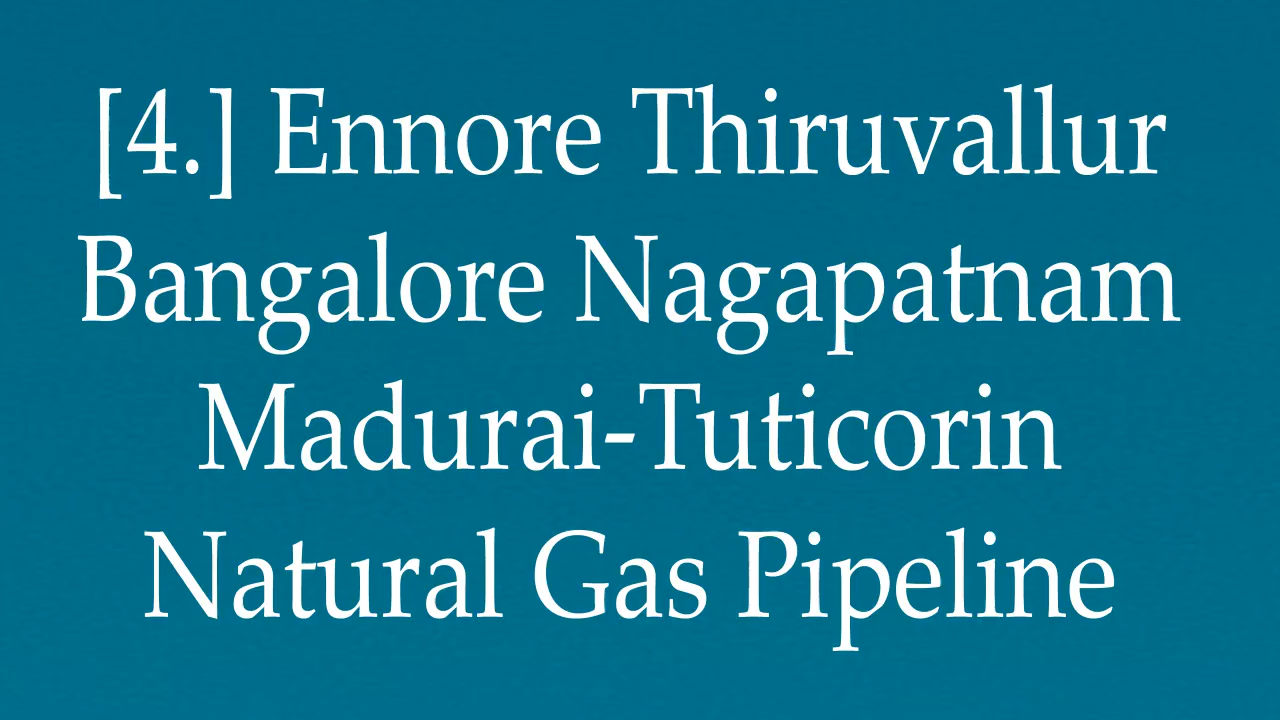 [4.] Ennore Thiruvallur
Bangalore Nagapatnam
Madurai-Tuticorin
Natural Gas Pipeline